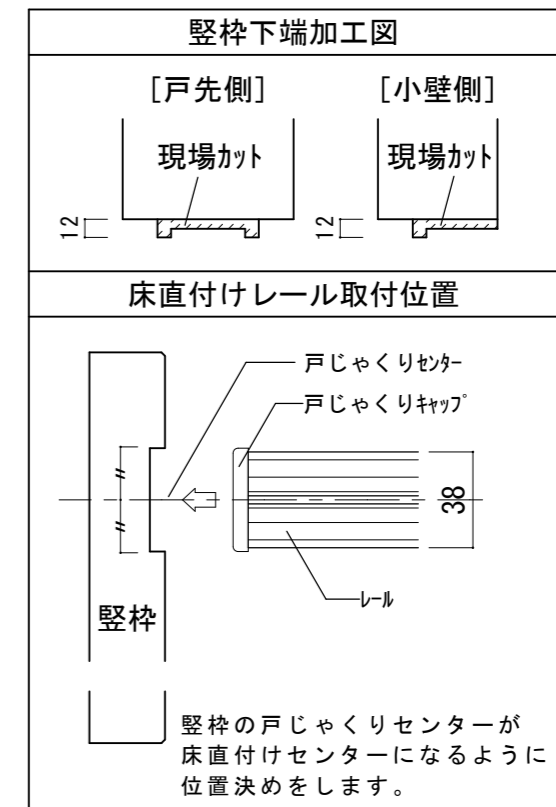 竪枠下端加工図
[戸先側] [小壁側]
現場ｶｯﾄ 現場ｶｯﾄ
12 12
床直付けレール取付位置
戸じゃくりｾﾝﾀｰ
戸じゃくりｷｬｯﾌﾟ
〃
〃
38
ﾚｰﾙ
竪枠
竪枠の戸じゃくりセンターが
床直付けセンターになるように
位置決めをします。